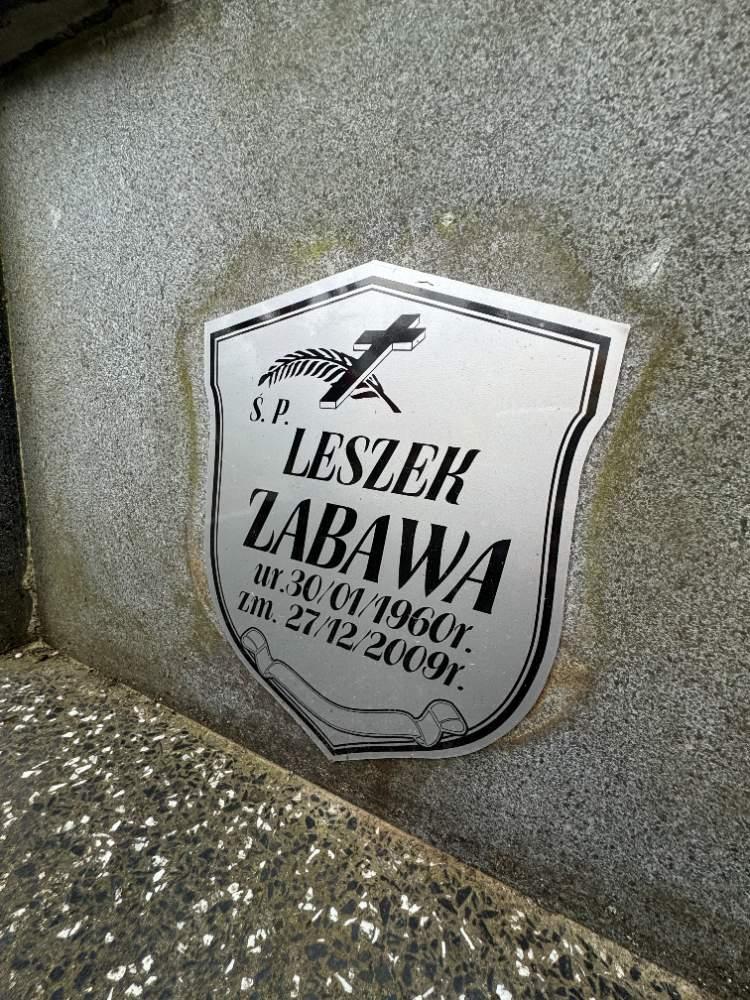 Ś. P.
LESZEK
ZABAWA
ur.30/01/1960r.
zm. 27/12/2009r.